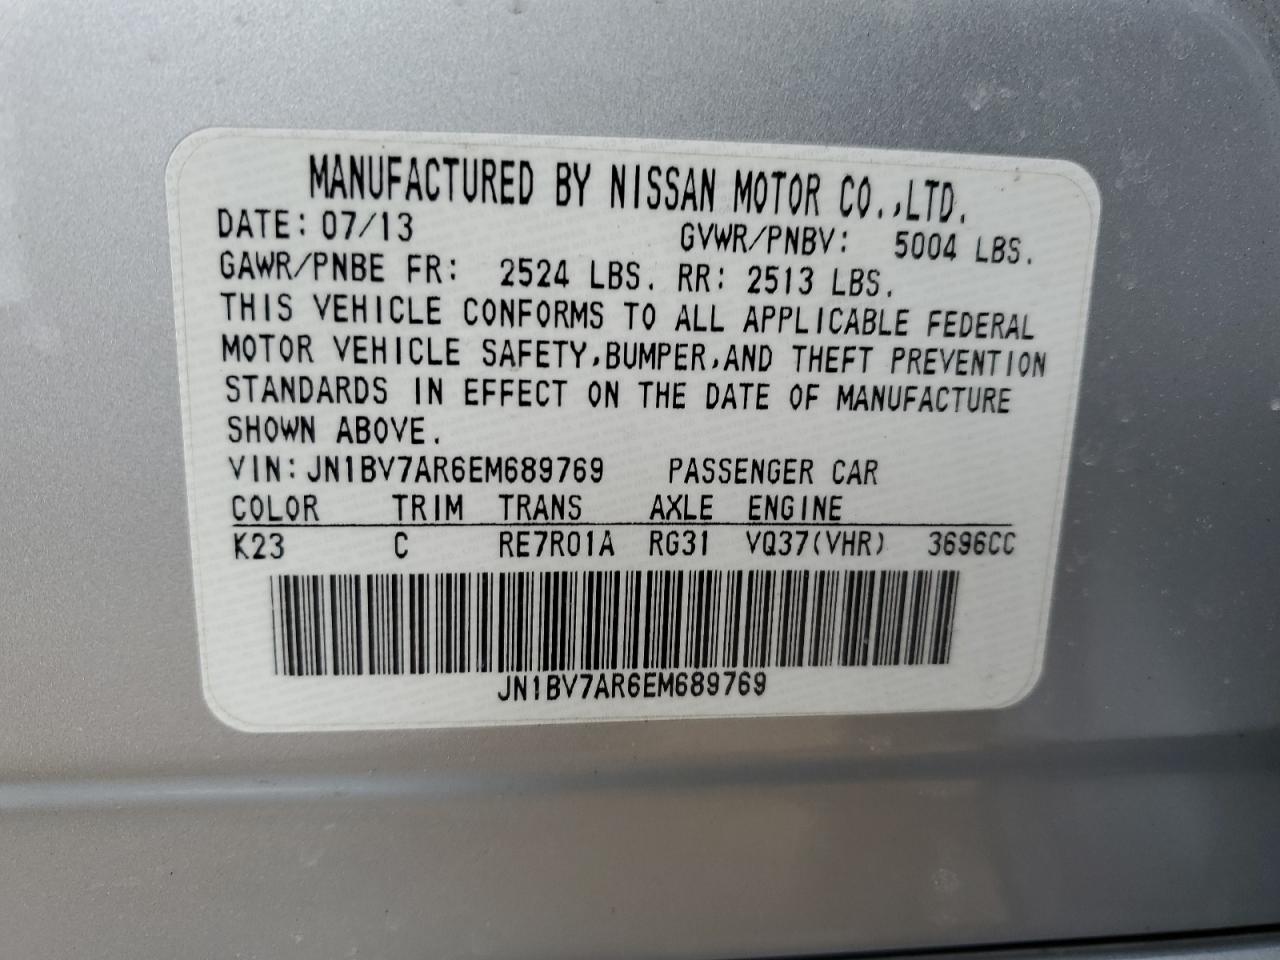 MANUFACTURED BY NISSAN MOTOR CO.,LTD.
DATE: 07/13 GVWR/PNBV: 5004 LBS.
GAWR/PNBE FR: 2524 LBS. RR: 2513 LBS.
THIS VEHICLE CONFORMS TO ALL APPLICABLE FEDERAL
MOTOR VEHICLE SAFETY,BUMPER,AND THEFT PREVENTION
STANDARDS IN EFFECT ON THE DATE OF MANUFACTURE
SHOWN ABOVE.
VIN: JN1BV7AR6EM689769 PASSENGER CAR
COLOR TRIM TRANS AXLE ENGINE
K23 C RE7R01A RG31 VQ37(VHR) 3696CC
JN1BV7AR6EM689769